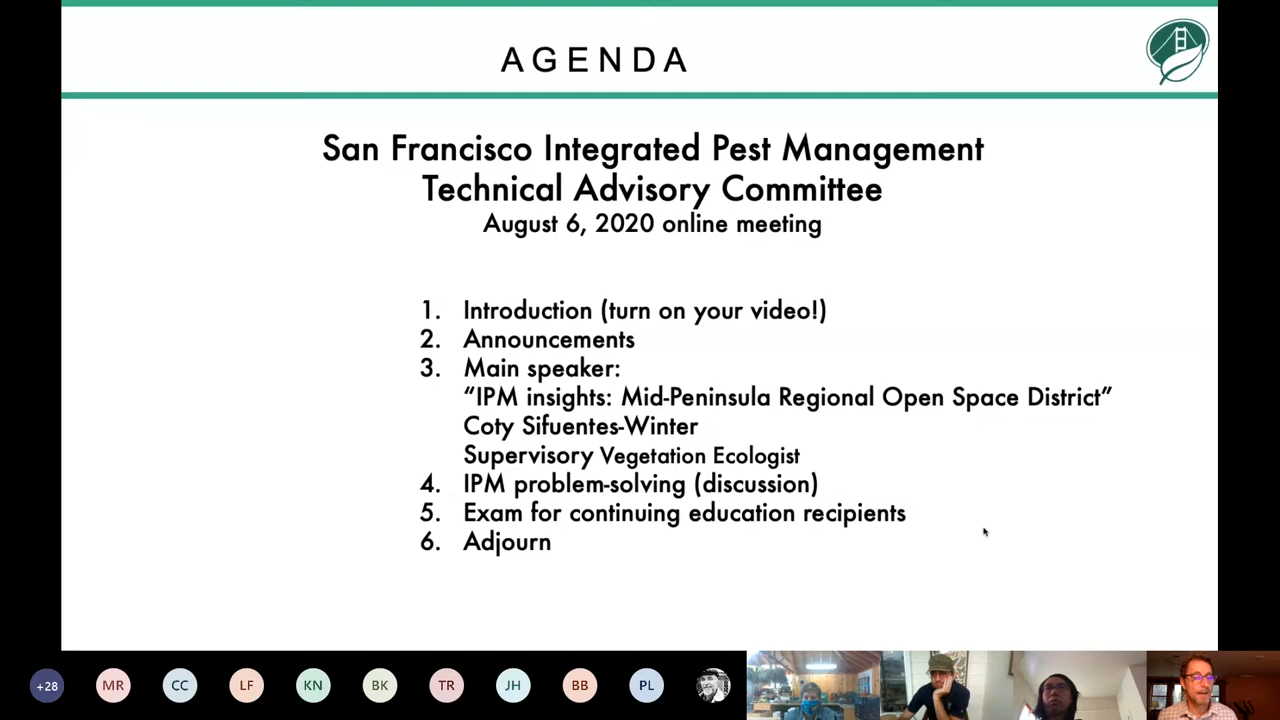 AGENDA
San Francisco Integrated Pest Management
Technical Advisory Committee
August 6, 2020 online meeting
1. Introduction (turn on your video!)
2. Announcements
3. Main speaker:
“IPM insights: Mid-Peninsula Regional Open Space District”
Coty Sifuentes-Winter
Supervisory Vegetation Ecologist
4. IPM problem-solving (discussion)
5. Exam for continuing education recipients
6. Adjourn
+28 MR CC LF KN BK TR JH BB PL